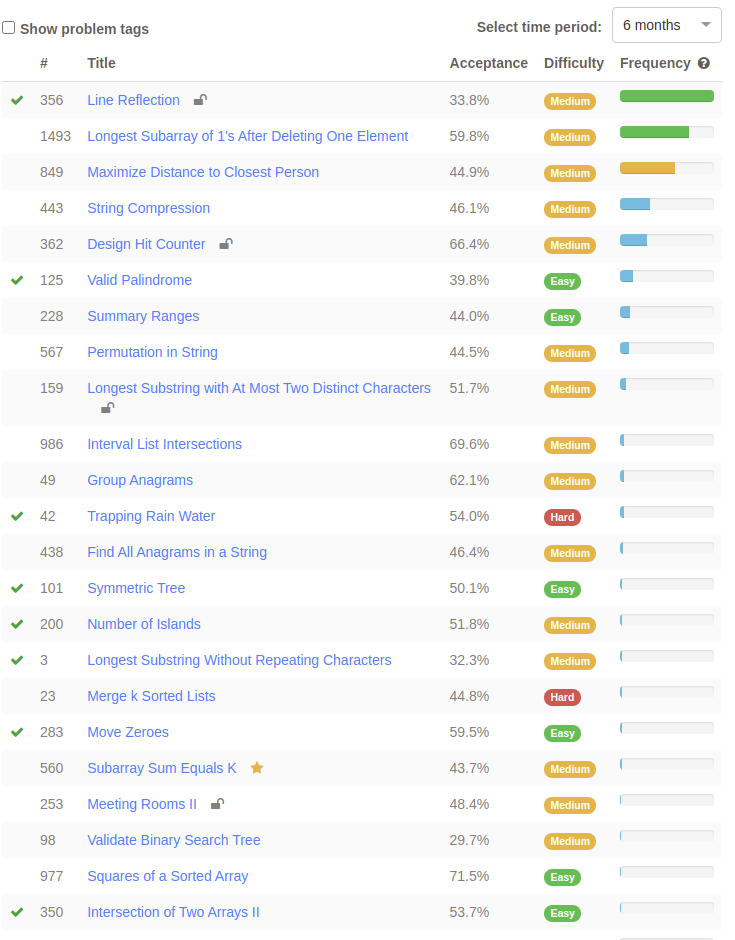 Show problem tags Select time period: 6 months
# Title Acceptance Difficulty Frequency
356 Line Reflection 33.8% Medium
1493 Longest Subarray of 1's After Deleting One Element 59.8% Medium
849 Maximize Distance to Closest Person 44.9% Medium
443 String Compression 46.1% Medium
362 Design Hit Counter 66.4% Medium
125 Valid Palindrome 39.8% Easy
228 Summary Ranges 44.0% Easy
567 Permutation in String 44.5% Medium
159 Longest Substring with At Most Two Distinct Characters 51.7% Medium
986 Interval List Intersections 69.6% Medium
49 Group Anagrams 62.1% Medium
42 Trapping Rain Water 54.0% Hard
438 Find All Anagrams in a String 46.4% Medium
101 Symmetric Tree 50.1% Easy
200 Number of Islands 51.8% Medium
3 Longest Substring Without Repeating Characters 32.3% Medium
23 Merge k Sorted Lists 44.8% Hard
283 Move Zeroes 59.5% Easy
560 Subarray Sum Equals K 43.7% Medium
253 Meeting Rooms II 48.4% Medium
98 Validate Binary Search Tree 29.7% Medium
977 Squares of a Sorted Array 71.5% Easy
350 Intersection of Two Arrays II 53.7% Easy